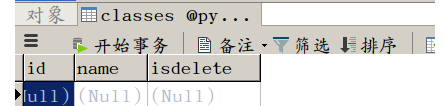 对象 classes @py...
开始事务 备注 筛选 排序
id name isdelete
ull) (Null) (Null)